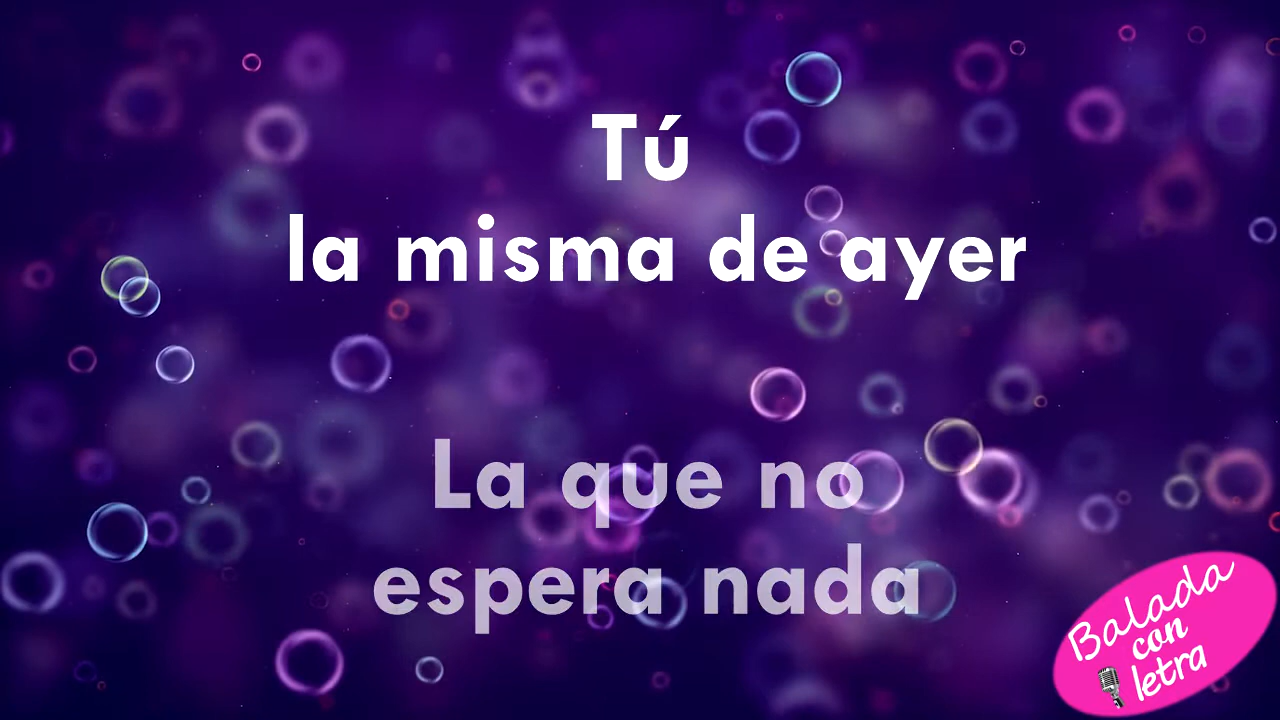 Tú
la misma de ayer
La que no
espera nada
Balada
con
letra